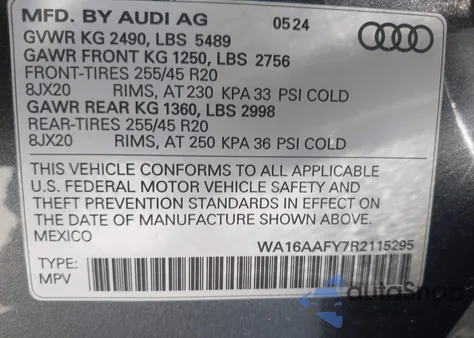 MFD. BY AUDI AG 05 24
GVWR KG 2490, LBS 5489
GAWR FRONT KG 1250, LBS 2756
FRONT-TIRES 255/45 R20
8JX20 RIMS, AT 230 KPA 33 PSI COLD
GAWR REAR KG 1360, LBS 2998
REAR-TIRES 255/45 R20
8JX20 RIMS, AT 250 KPA 36 PSI COLD
THIS VEHICLE CONFORMS TO ALL APPLICABLE
U.S. FEDERAL MOTOR VEHICLE SAFETY AND
THEFT PREVENTION STANDARDS IN EFFECT ON
THE DATE OF MANUFACTURE SHOWN ABOVE.
MEXICO
WA16AAFY7R2115295
TYPE:
MPV
autoSnap